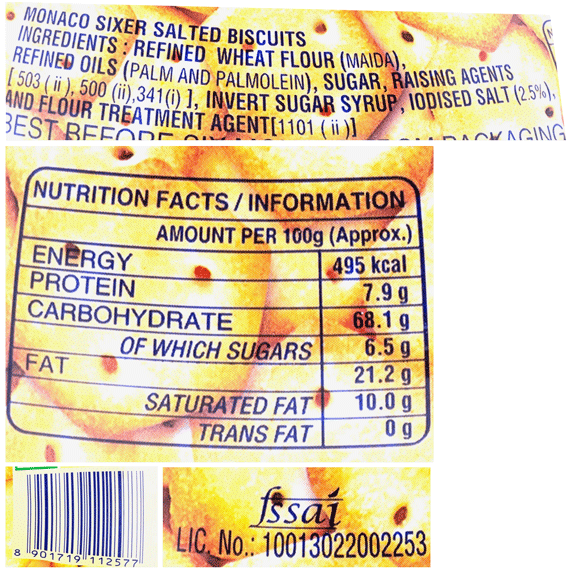 MONACO SIXER SALTED BISCUITS
INGREDIENTS : REFINED WHEAT FLOUR (MAIDA),
REFINED OILS (PALM AND PALMOLEIN), SUGAR, RAISING AGENTS
[ 503 ( ii ), 500 (ii),341(i) ], INVERT SUGAR SYRUP, IODISED SALT (2.5%),
AND FLOUR TREATMENT AGENT[1101 ( ii )]
BEST BEFORE PACKAGING
NUTRITION FACTS / INFORMATION
AMOUNT PER 100g (Approx.)
ENERGY 495 kcal
PROTEIN 7.9 g
CARBOHYDRATE 68.1 g
OF WHICH SUGARS 6.5 g
FAT 21.2 g
SATURATED FAT 10.0 g
TRANS FAT 0 g
8 901719 112577
fssai
LIC. No.: 10013022002253